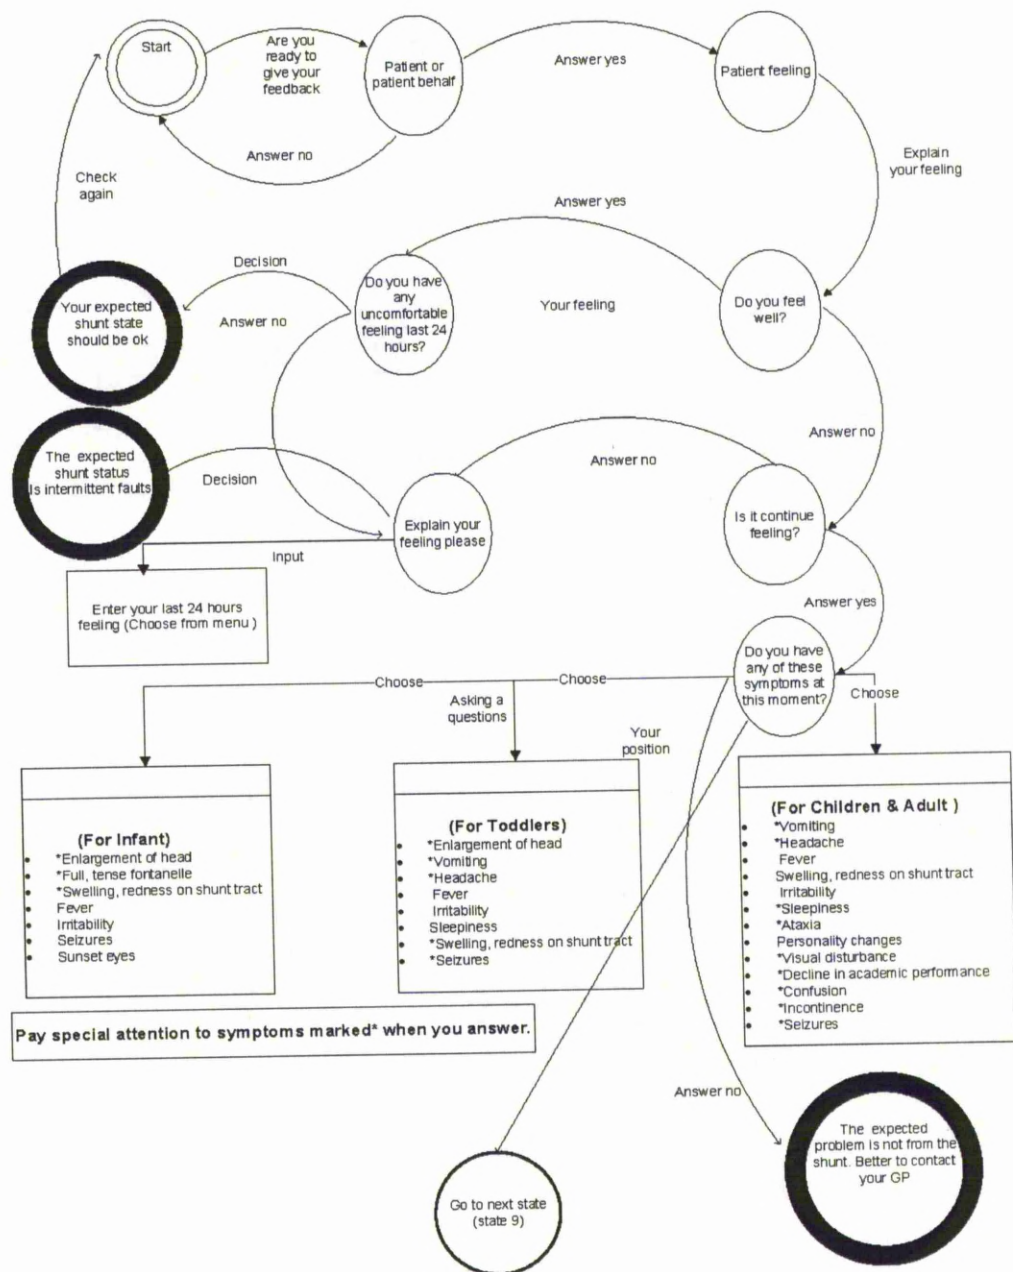 Start
Are you
ready to
give your
feedback
Patient or
patient behalf
Answer yes
Patient feeling
Answer no
Check
again
Explain
your feeling
Answer yes
Decision
Your expected
shunt state
should be ok
Answer no
Do you have
any
uncomfortable
feeling last 24
hours?
Your feeling
Do you feel
well?
The expected
shunt status
Is intermittent faults
Decision
Answer no
Answer no
Explain your
feeling please
Is it continue
feeling?
Input
Enter your last 24 hours
feeling (Choose from menu )
Answer yes
Do you have
any of these
symptoms at
this moment?
Choose
Choose
Choose
Asking a
questions
Your
position
(For Infant)
• *Enlargement of head
• *Full, tense fontanelle
• *Swelling, redness on shunt tract
• Fever
• Irritability
• Seizures
• Sunset eyes
(For Toddlers)
• *Enlargement of head
• *Vomiting
• *Headache
• Fever
• Irritability
• Sleepiness
• *Swelling, redness on shunt tract
• *Seizures
(For Children & Adult )
• *Vomiting
• *Headache
• Fever
• Swelling, redness on shunt tract
• Irritability
• *Sleepiness
• *Ataxia
• Personality changes
• *Visual disturbance
• *Decline in academic performance
• *Confusion
• *Incontinence
• *Seizures
Pay special attention to symptoms marked* when you answer.
Answer no
The expected
problem is not from the
shunt. Better to contact
your GP
Go to next state
(state 9)